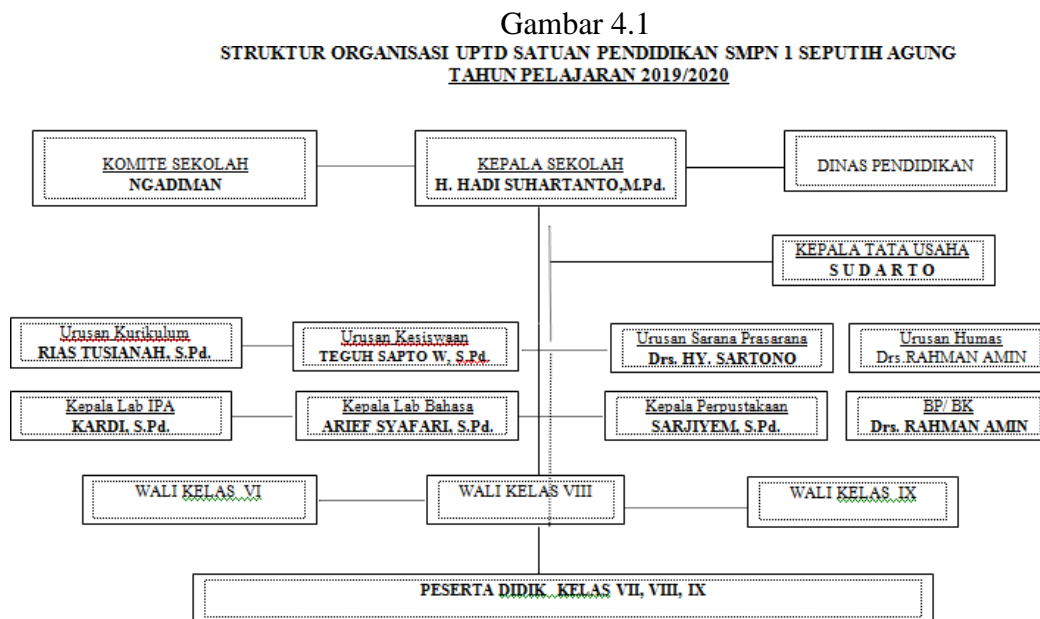 Gambar 4.1
STRUKTUR ORGANISASI UPTD SATUAN PENDIDIKAN SMPN 1 SEPUTIH AGUNG
TAHUN PELAJARAN 2019/2020
KOMITE SEKOLAH
NGADIMAN
KEPALA SEKOLAH
H. HADI SUHARTANTO,M.Pd.
DINAS PENDIDIKAN
KEPALA TATA USAHA
S U D A R T O
Urusan Kurikulum
RIAS TUSIANAH, S.Pd.
Urusan Kesiswaan
TEGUH SAPTO W, S.Pd.
Urusan Sarana Prasarana
Drs. HY. SARTONO
Urusan Humas
Drs.RAHMAN AMIN
Kepala Lab IPA
KARDI, S.Pd.
Kepala Lab Bahasa
ARIEF SYAFARI, S.Pd.
Kepala Perpustakaan
SARJIYEM, S.Pd.
BP/ BK
Drs. RAHMAN AMIN
WALI KELAS VI
WALI KELAS VIII
WALI KELAS IX
PESERTA DIDIK KELAS VII, VIII, IX